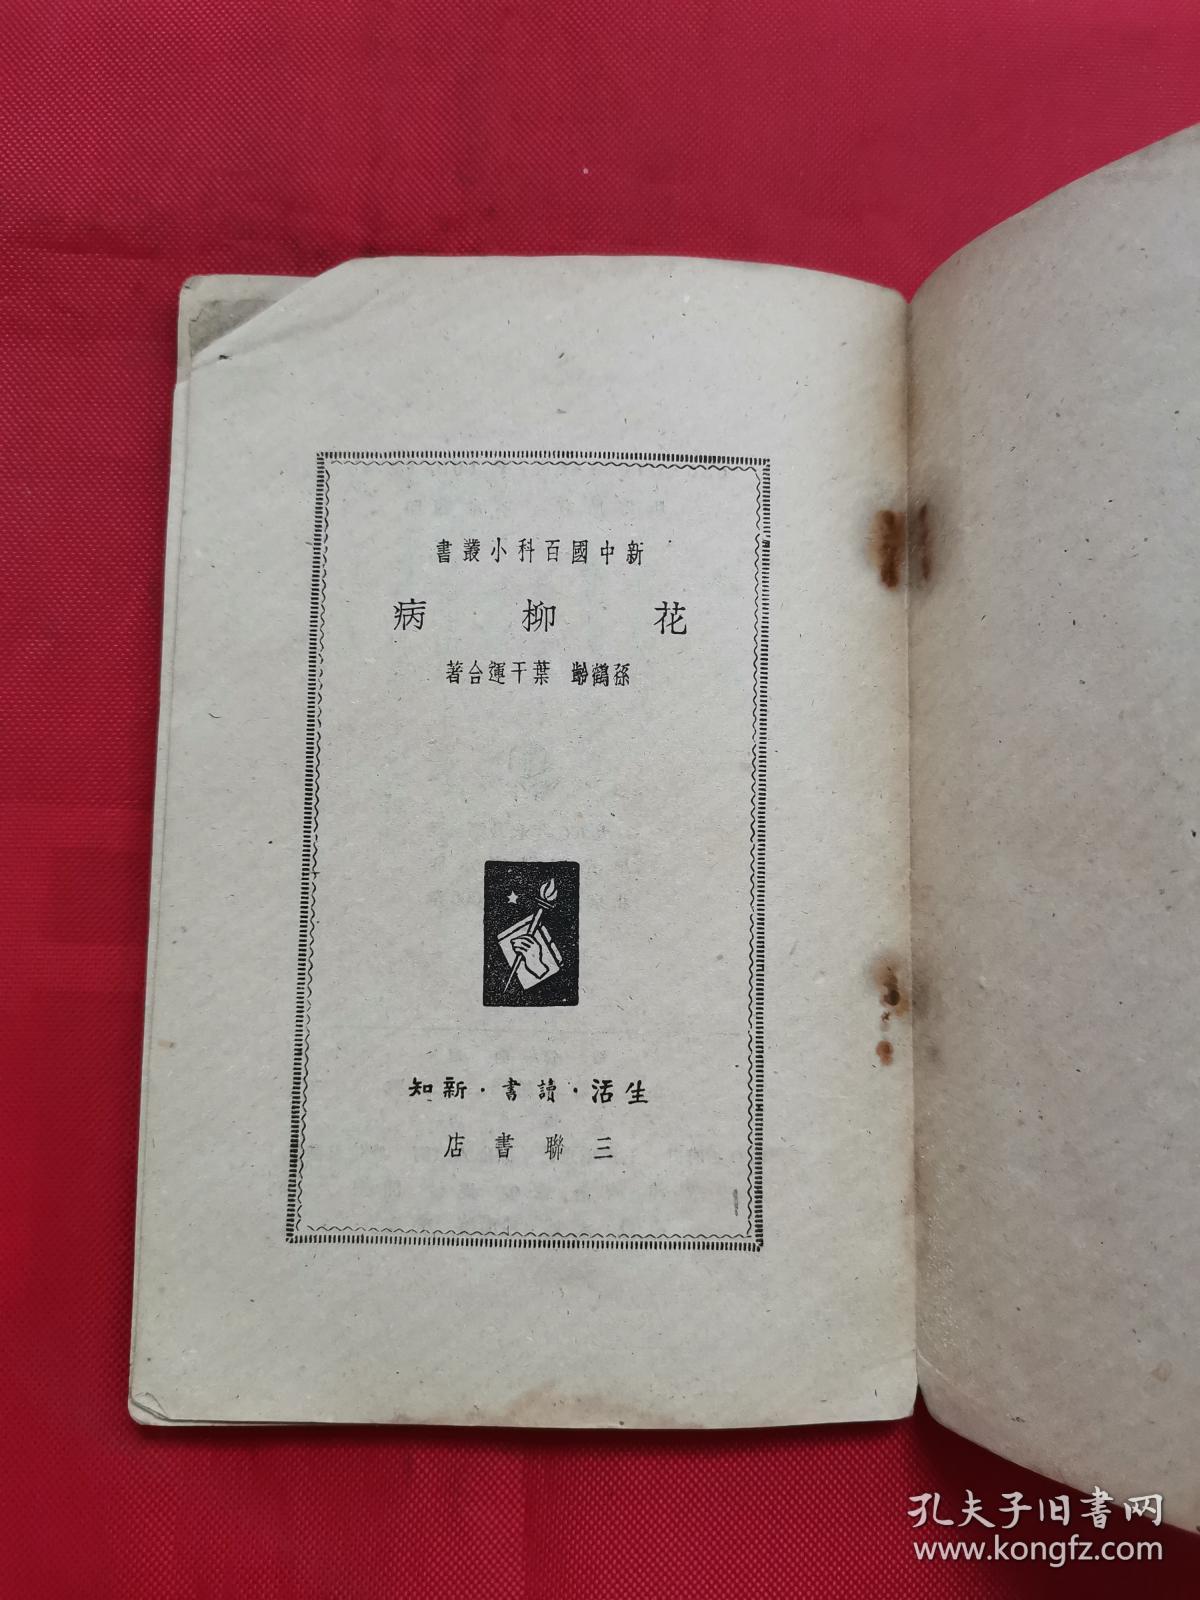 新中國百科小叢書
花柳病
孫鶴齡 葉干運合著
生活·讀書·新知
三聯書店
孔夫子旧書网
www.kongfz.com